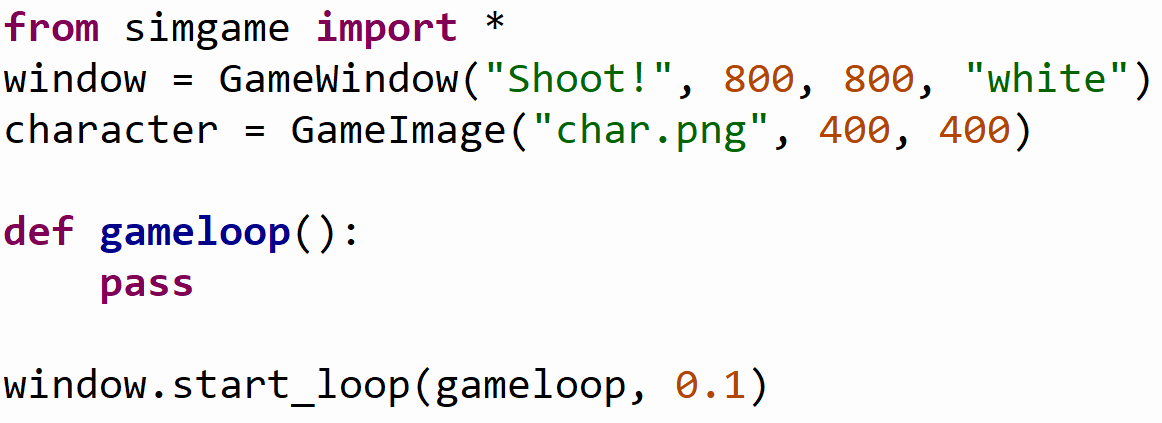 from simgame import *
window = GameWindow("Shoot!", 800, 800, "white")
character = GameImage("char.png", 400, 400)
def gameloop():
    pass
window.start_loop(gameloop, 0.1)